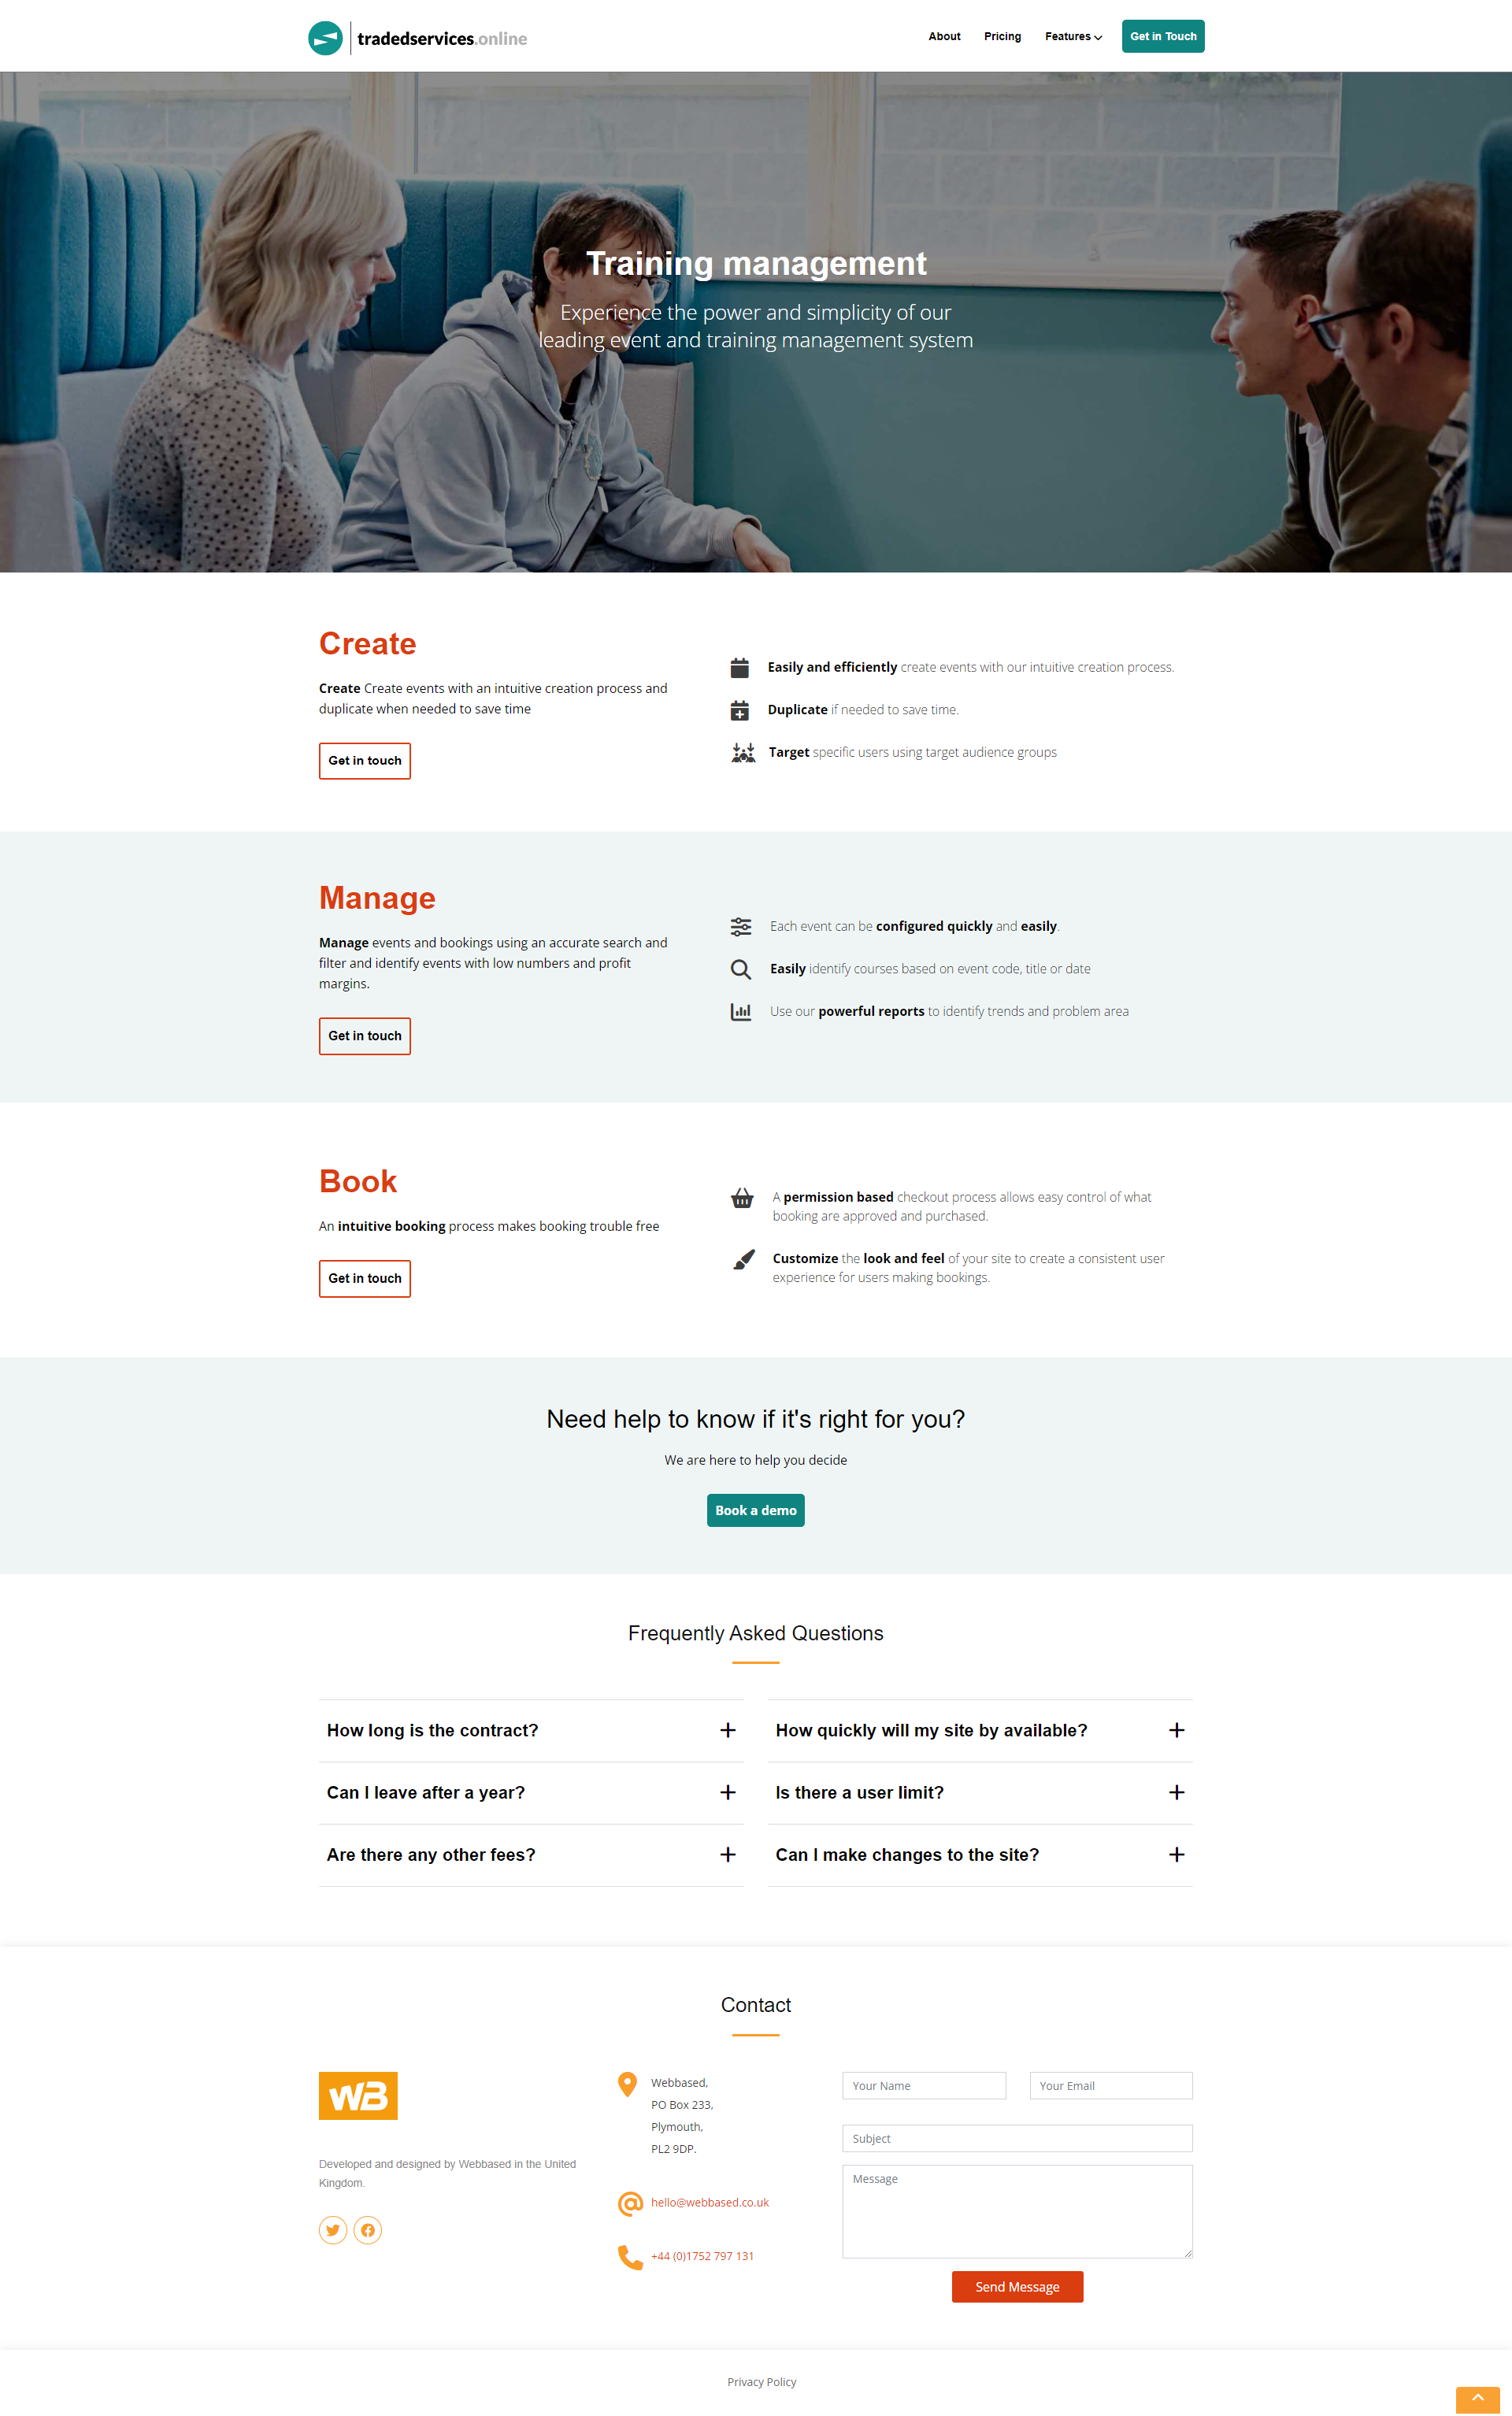 tradedservices.online
About
Pricing
Features
Get in Touch
Training management
Experience the power and simplicity of our
leading event and training management system
Create
Create Create events with an intuitive creation process and
duplicate when needed to save time
Get in touch
Easily and efficiently create events with our intuitive creation process.
Duplicate if needed to save time.
Target specific users using target audience groups
Manage
Manage events and bookings using an accurate search and
filter and identify events with low numbers and profit
margins.
Get in touch
Each event can be configured quickly and easily.
Easily identify courses based on event code, title or date
Use our powerful reports to identify trends and problem area
Book
An intuitive booking process makes booking trouble free
Get in touch
A permission based checkout process allows easy control of what
booking are approved and purchased.
Customize the look and feel of your site to create a consistent user
experience for users making bookings.
Need help to know if it's right for you?
We are here to help you decide
Book a demo
Frequently Asked Questions
How long is the contract?
Can I leave after a year?
Are there any other fees?
How quickly will my site by available?
Is there a user limit?
Can I make changes to the site?
Contact
WB
Developed and designed by Webbased in the United
Kingdom.
Webbased,
PO Box 233,
Plymouth,
PL2 9DP.
hello@webbased.co.uk
+44 (0)1752 797 131
Your Name
Your Email
Subject
Message
Send Message
Privacy Policy